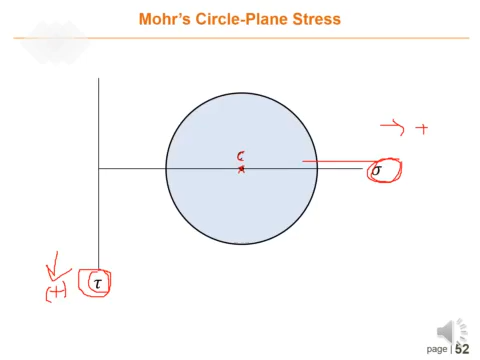 Mohr's Circle-Plane Stress
→ +
C
σ
(+)
τ
page | 52